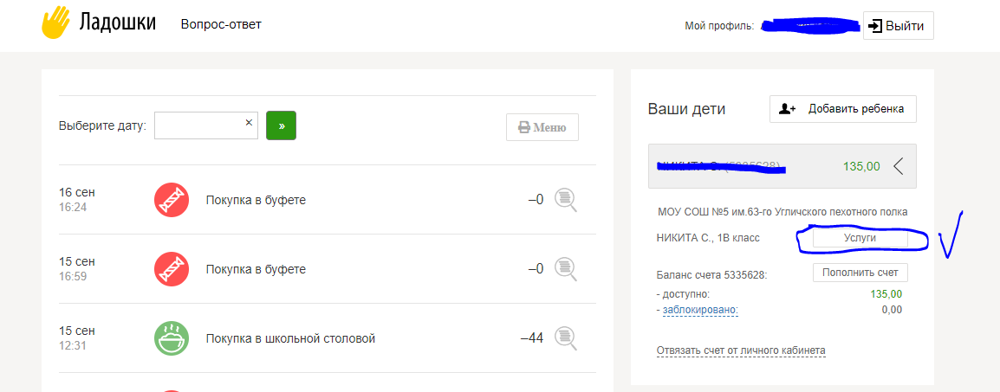 Ладошки
Вопрос-ответ
Мой профиль:
Выйти
Выберите дату:
×
»
Меню
16 сен
16:24
Покупка в буфете
–0
15 сен
16:59
Покупка в буфете
–0
15 сен
12:31
Покупка в школьной столовой
–44
Ваши дети
Добавить ребенка
135,00
МОУ СОШ №5 им.63-го Угличского пехотного полка
НИКИТА С., 1В класс
Услуги
Баланс счета 5335628:
Пополнить счет
- доступно:
135,00
- заблокировано:
0,00
Отвязать счет от личного кабинета